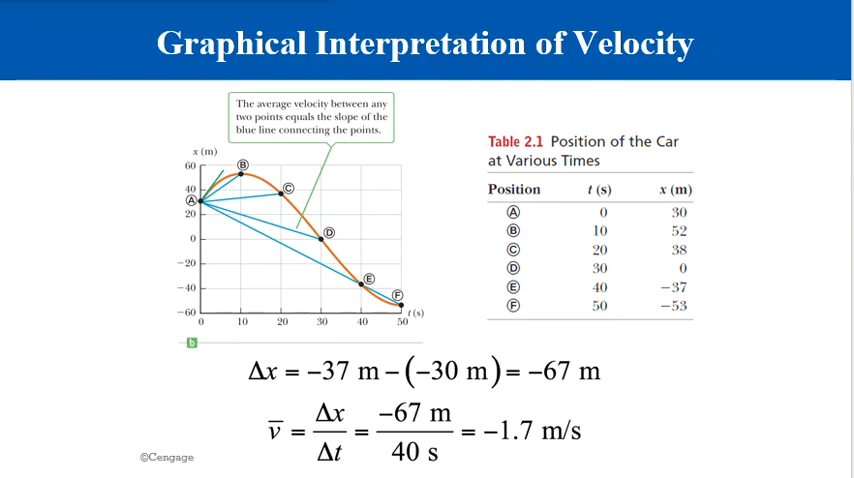 Graphical Interpretation of Velocity
The average velocity between any
two points equals the slope of the
blue line connecting the points.
x (m)
60
40
20
0
−20
−40
−60
Ⓐ
Ⓑ
Ⓒ
Ⓓ
Ⓔ
Ⓕ
t (s)
0 10 20 30 40 50
b
Table 2.1 Position of the Car
at Various Times
Position t (s) x (m)
Ⓐ 0 30
Ⓑ 10 52
Ⓒ 20 38
Ⓓ 30 0
Ⓔ 40 −37
Ⓕ 50 −53
Δx = −37 m − (−30 m) = −67 m
v̅ = Δx/Δt = −67 m/40 s = −1.7 m/s
©Cengage